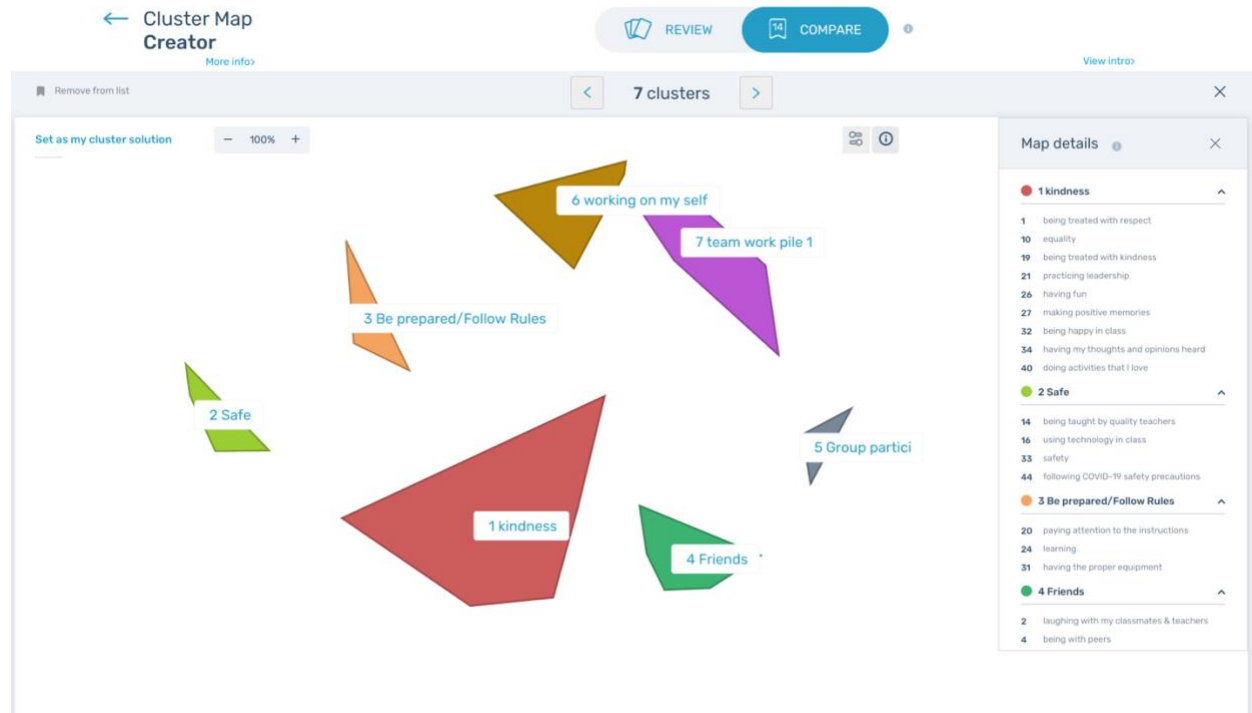 Cluster Map
Creator
More info>
REVIEW
14 COMPARE
View intro>
Remove from list
< 7 clusters >
Set as my cluster solution
− 100% +
Map details
6 working on my self
7 team work pile 1
3 Be prepared/Follow Rules
2 Safe
5 Group partici
1 kindness
4 Friends
1 kindness
1 being treated with respect
10 equality
19 being treated with kindness
21 practicing leadership
26 having fun
27 making positive memories
32 being happy in class
34 having my thoughts and opinions heard
40 doing activities that I love
2 Safe
14 being taught by quality teachers
16 using technology in class
33 safety
44 following COVID-19 safety precautions
3 Be prepared/Follow Rules
20 paying attention to the instructions
24 learning
31 having the proper equipment
4 Friends
2 laughing with my classmates & teachers
4 being with peers